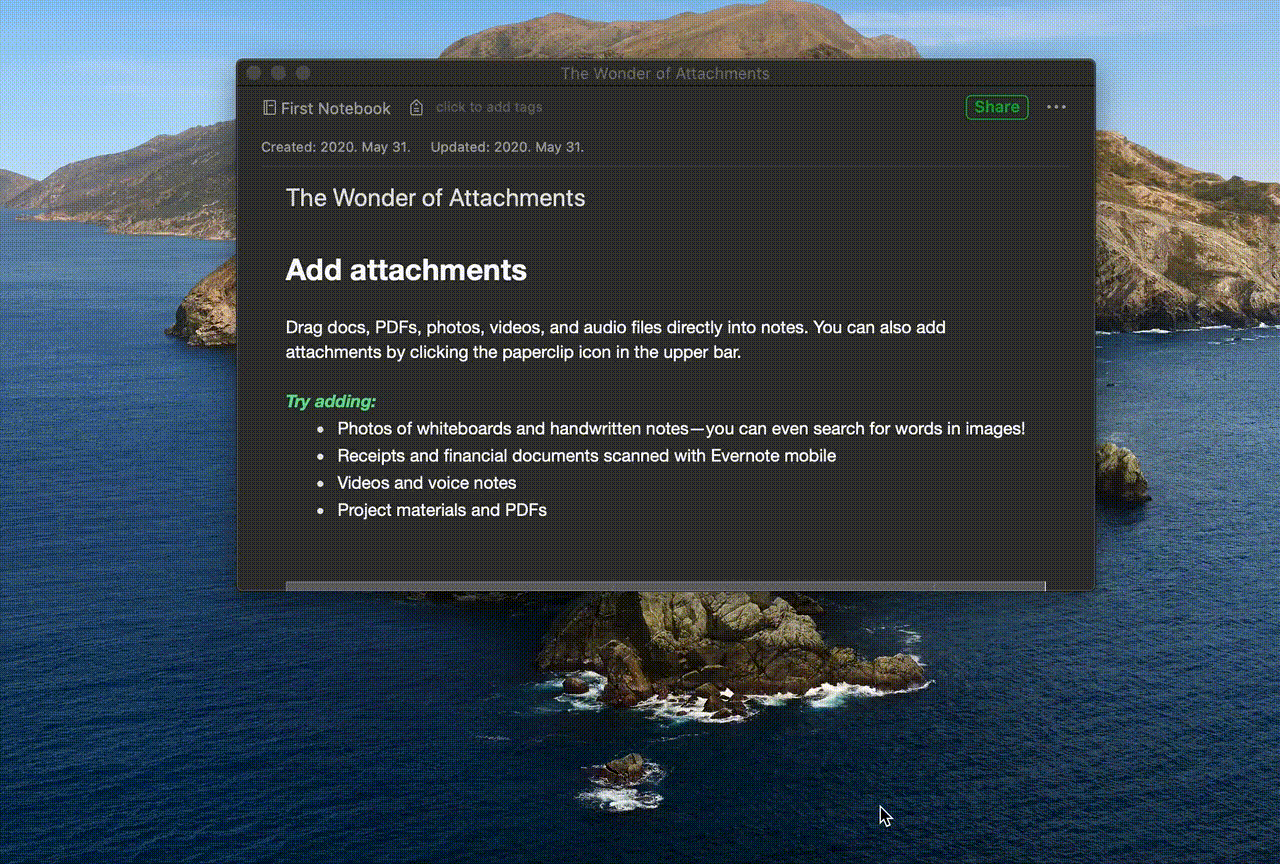 The Wonder of Attachments
First Notebook click to add tags Share
Created: 2020. May 31. Updated: 2020. May 31.
The Wonder of Attachments
Add attachments
Drag docs, PDFs, photos, videos, and audio files directly into notes. You can also add
attachments by clicking the paperclip icon in the upper bar.
Try adding:
Photos of whiteboards and handwritten notes—you can even search for words in images!
Receipts and financial documents scanned with Evernote mobile
Videos and voice notes
Project materials and PDFs